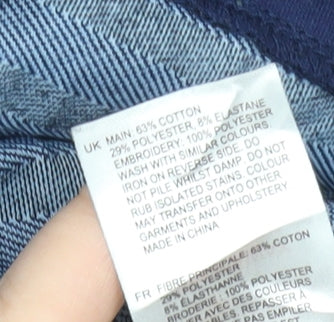 UK MAIN: 63% COTTON
29% POLYESTER, 8% ELASTANE
EMBROIDERY: 100% POLYESTER
WASH WITH SIMILAR COLOURS.
IRON ON REVERSE SIDE. DO
NOT PILE WHILST DAMP. DO NOT
RUB ISOLATED STAINS. COLOUR
MAY TRANSFER ONTO OTHER
GARMENTS AND UPHOLSTERY
MADE IN CHINA
FR FIBRE PRINCIPALE: 63% COTON
29% POLYESTER
8% ÉLASTHANNE
BRODERIE: 100% POLYESTER
AVEC DES COULEURS
REPASSER À
PAS EMPILER